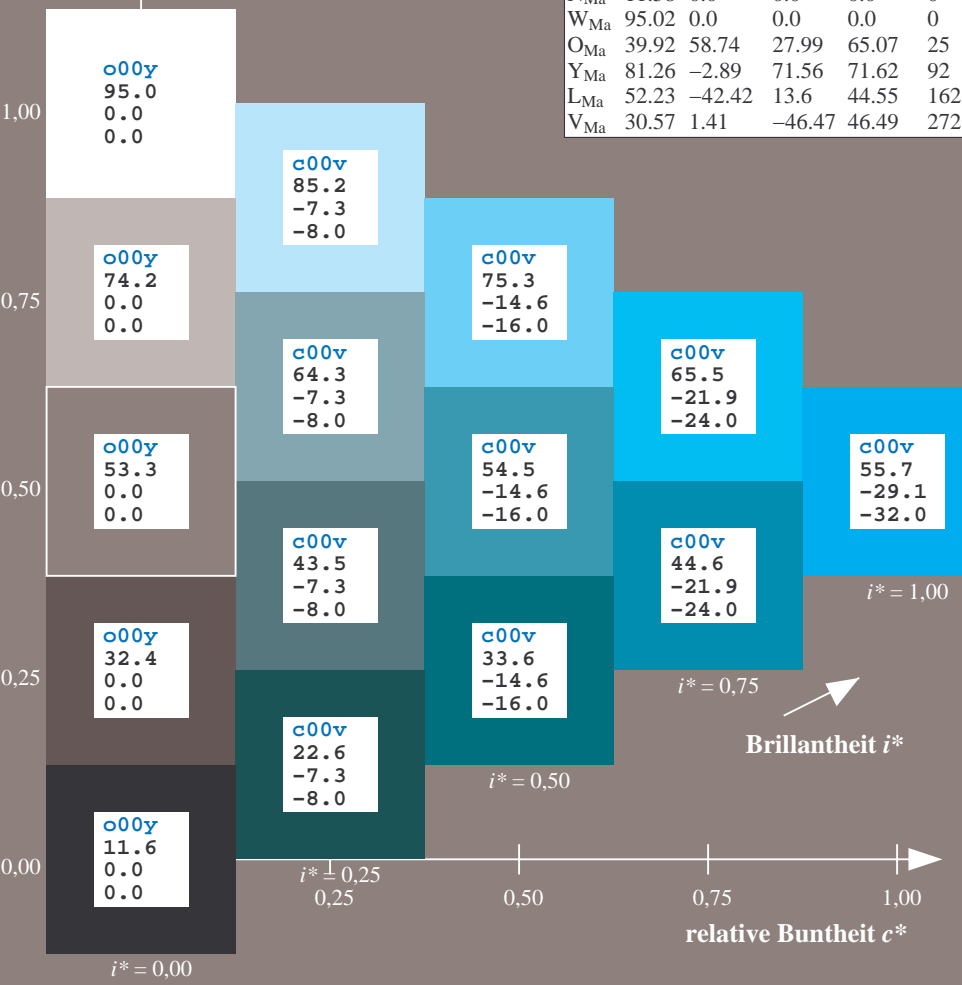 W_Ma 95.02 0.0 0.0 0.0 0
O_Ma 39.92 58.74 27.99 65.07 25
Y_Ma 81.26 –2.89 71.56 71.62 92
L_Ma 52.23 –42.42 13.6 44.55 162
V_Ma 30.57 1.41 –46.47 46.49 272
o00y
95.0
0.0
0.0
1,00
c00v
85.2
-7.3
-8.0
o00y
74.2
0.0
0.0
c00v
75.3
-14.6
-16.0
0,75
c00v
64.3
-7.3
-8.0
c00v
65.5
-21.9
-24.0
o00y
53.3
0.0
0.0
c00v
54.5
-14.6
-16.0
c00v
55.7
-29.1
-32.0
0,50
c00v
43.5
-7.3
-8.0
c00v
44.6
-21.9
-24.0
i* = 1,00
o00y
32.4
0.0
0.0
c00v
33.6
-14.6
-16.0
0,25
i* = 0,75
c00v
22.6
-7.3
-8.0
Brillantheit i*
i* = 0,50
o00y
11.6
0.0
0.0
0,00
i* = 0,25
0,25 0,50 0,75 1,00
relative Buntheit c*
i* = 0,00